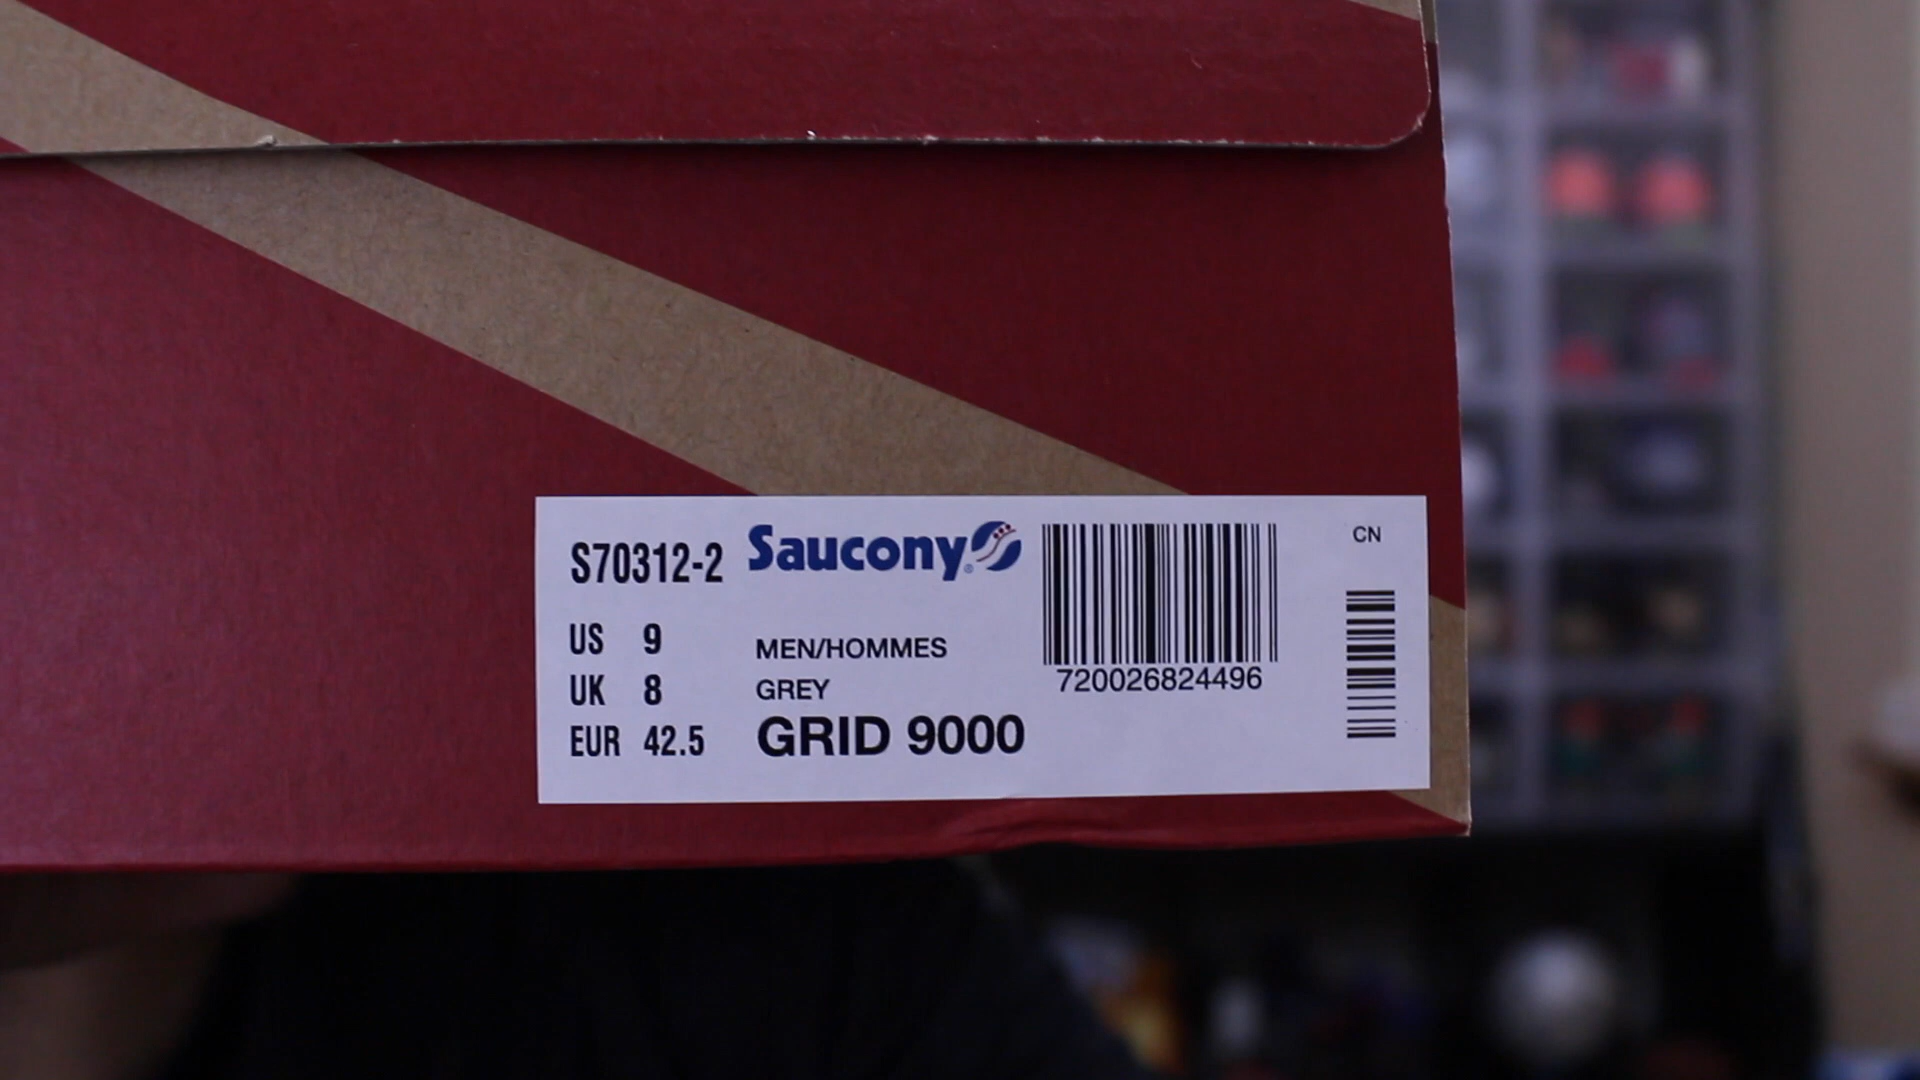 S70312-2 Saucony®
US 9
UK 8
EUR 42.5
MEN/HOMMES
GREY
GRID 9000
720026824496
CN